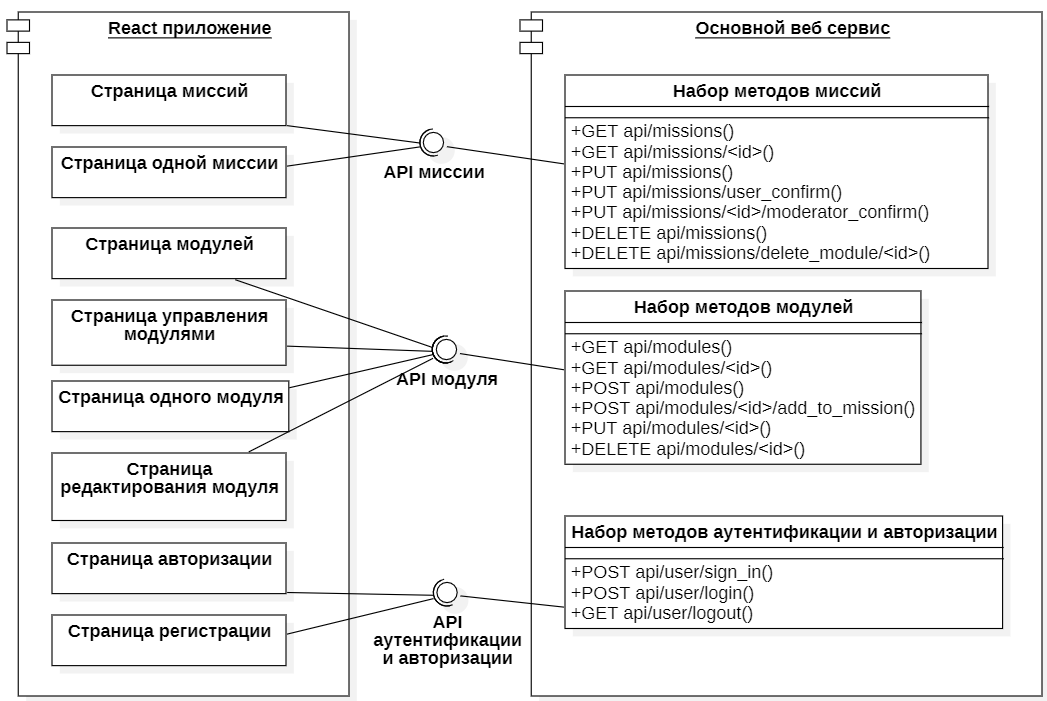 React приложение
Страница миссий
Страница одной миссии
Страница модулей
Страница управления
модулями
Страница одного модуля
Страница
редактирования модуля
Страница авторизации
Страница регистрации
API миссии
API модуля
API
аутентификации
и авторизации
Основной веб сервис
Набор методов миссий
+GET api/missions()
+GET api/missions/<id>()
+PUT api/missions()
+PUT api/missions/user_confirm()
+PUT api/missions/<id>/moderator_confirm()
+DELETE api/missions()
+DELETE api/missions/delete_module/<id>()
Набор методов модулей
+GET api/modules()
+GET api/modules/<id>()
+POST api/modules()
+POST api/modules/<id>/add_to_mission()
+PUT api/modules/<id>()
+DELETE api/modules/<id>()
Набор методов аутентификации и авторизации
+POST api/user/sign_in()
+POST api/user/login()
+GET api/user/logout()